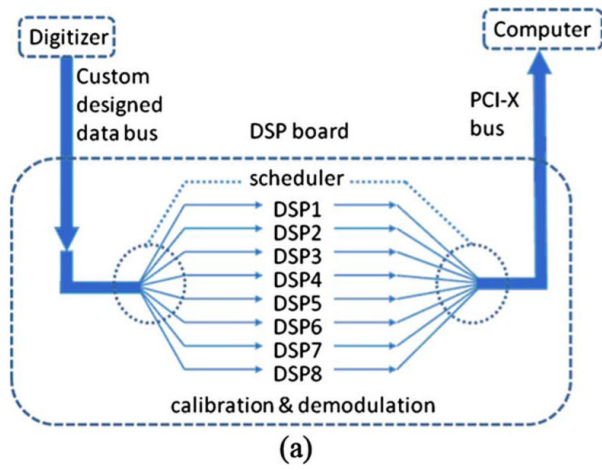 Digitizer
Computer
Custom
designed
data bus
PCI-X
bus
DSP board
scheduler
DSP1
DSP2
DSP3
DSP4
DSP5
DSP6
DSP7
DSP8
calibration & demodulation
(a)